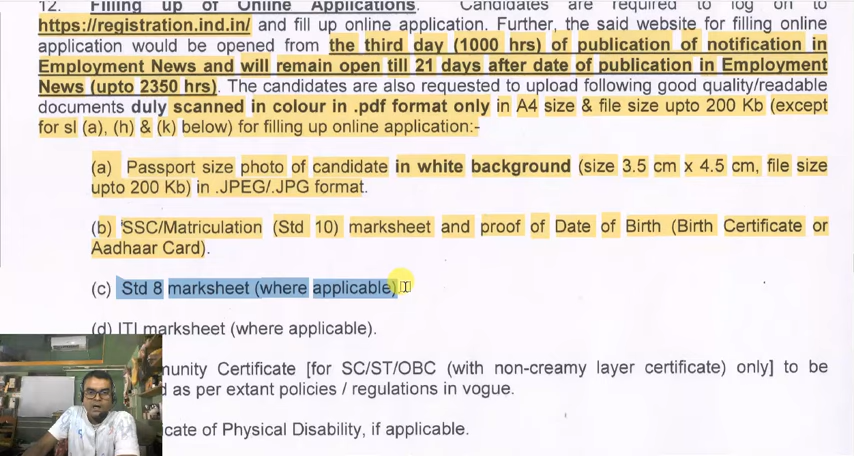 12. Filling up of Online Applications. Candidates are required to log on to
https://registration.ind.in/ and fill up online application. Further, the said website for filling online
application would be opened from the third day (1000 hrs) of publication of notification in
Employment News and will remain open till 21 days after date of publication in Employment
News (upto 2350 hrs). The candidates are also requested to upload following good quality/readable
documents duly scanned in colour in .pdf format only in A4 size & file size upto 200 Kb (except
for sl (a), (h) & (k) below) for filling up online application:-
(a) Passport size photo of candidate in white background (size 3.5 cm x 4.5 cm, file size
upto 200 Kb) in .JPEG/.JPG format.
(b) SSC/Matriculation (Std 10) marksheet and proof of Date of Birth (Birth Certificate or
Aadhaar Card).
(c) Std 8 marksheet (where applicable).
(d) ITI marksheet (where applicable).
Certificate [for SC/ST/OBC (with non-creamy layer certificate) only] to be
as per extant policies / regulations in vogue.
of Physical Disability, if applicable.